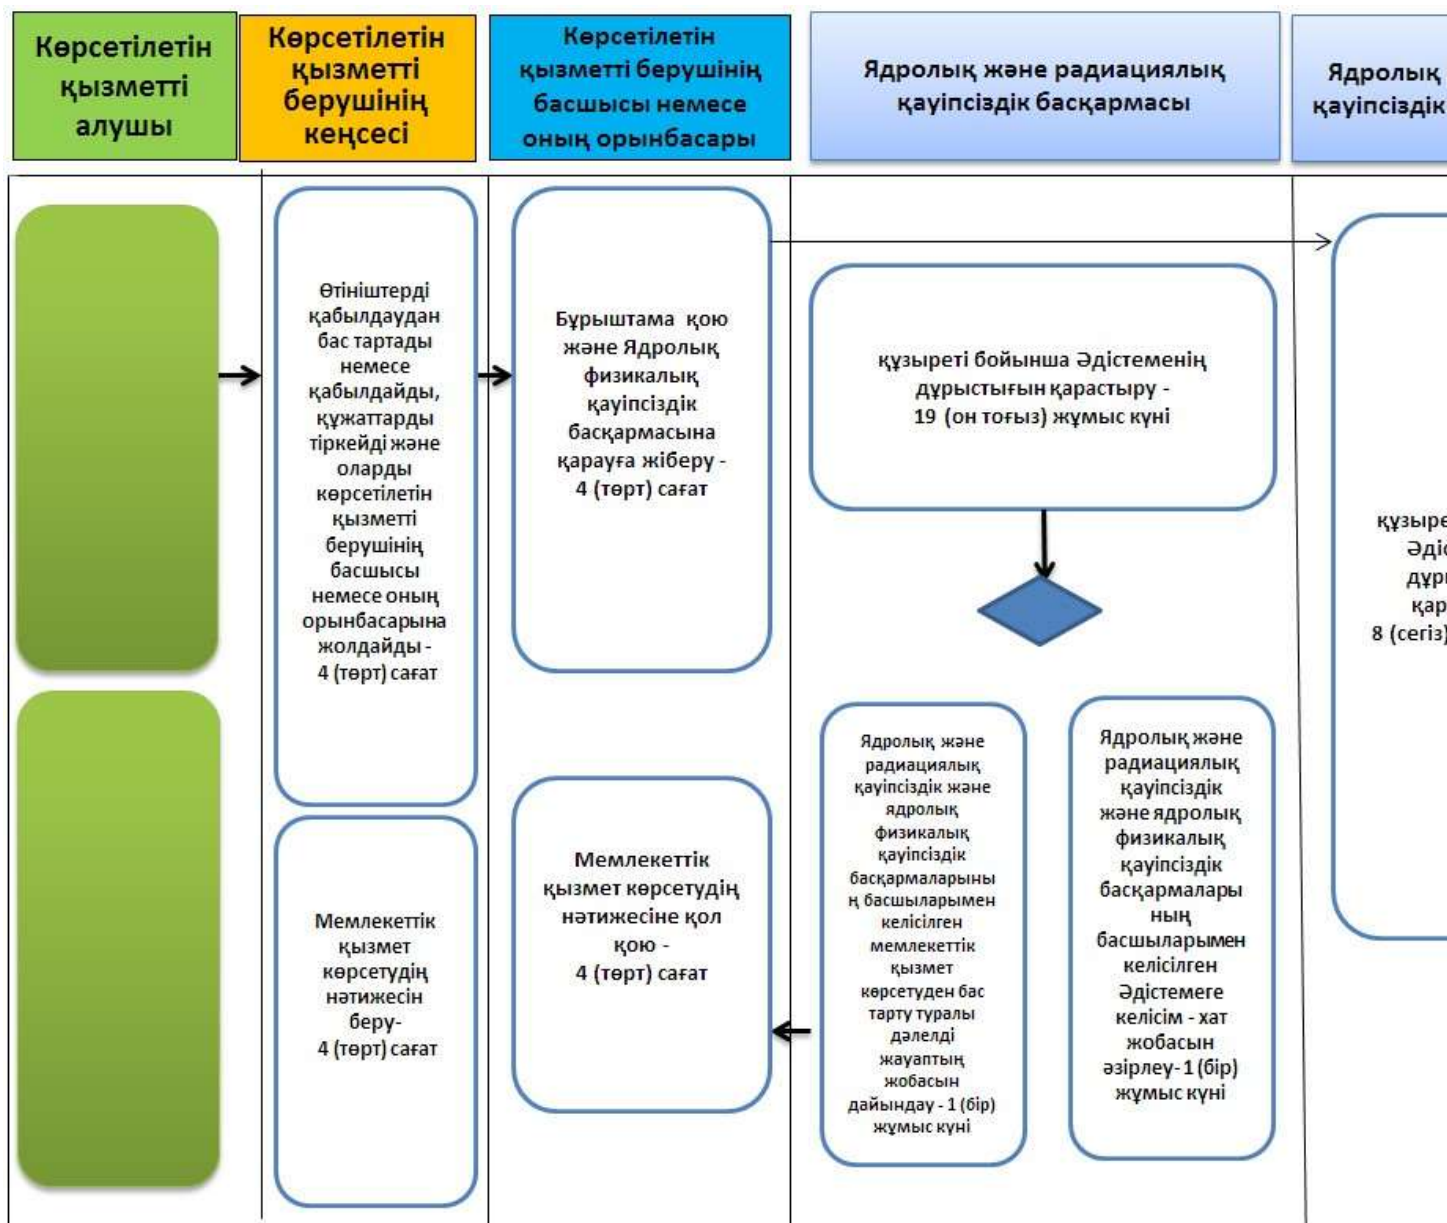 Көрсетілетін
қызметті
алушы
Көрсетілетін
қызметті
берушінің
кеңсесі
Көрсетілетін
қызметті берушінің
басшысы немесе
оның орынбасары
Ядролық және радиациялық
қауіпсіздік басқармасы
Ядролық
қауіпсіздік
Өтініштерді
қабылдаудан
бас тартады
немесе
қабылдайды,
құжаттарды
тіркейді және
оларды
көрсетілетін
қызметті
берушінің
басшысы
немесе оның
орынбасарына
жолдайды -
4 (төрт) сағат
Бұрыштама қою
және Ядролық
физикалық
қауіпсіздік
басқармасына
қарауға жіберу -
4 (төрт) сағат
құзыреті бойынша Әдістеменің
дұрыстығын қарастыру -
19 (он тоғыз) жұмыс күні
құзыре
Әдіс
дұры
қар
8 (сегіз)
Мемлекеттік
қызмет
көрсетудің
нәтижесін
беру-
4 (төрт) сағат
Мемлекеттік
қызмет көрсетудің
нәтижесіне қол
қою -
4 (төрт) сағат
Ядролық және
радиациялық
қауіпсіздік және
ядролық
физикалық
қауіпсіздік
басқармаларыны
ң басшыларымен
келісілген
мемлекеттік
қызмет
көрсетуден бас
тарту туралы
дәлелді
жауаптың
жобасын
дайындау - 1 (бір)
жұмыс күні
Ядролық және
радиациялық
қауіпсіздік
және ядролық
физикалық
қауіпсіздік
басқармалары
ның
басшыларымен
келісілген
Әдістемеге
келісім - хат
жобасын
әзірлеу- 1 (бір)
жұмыс күні